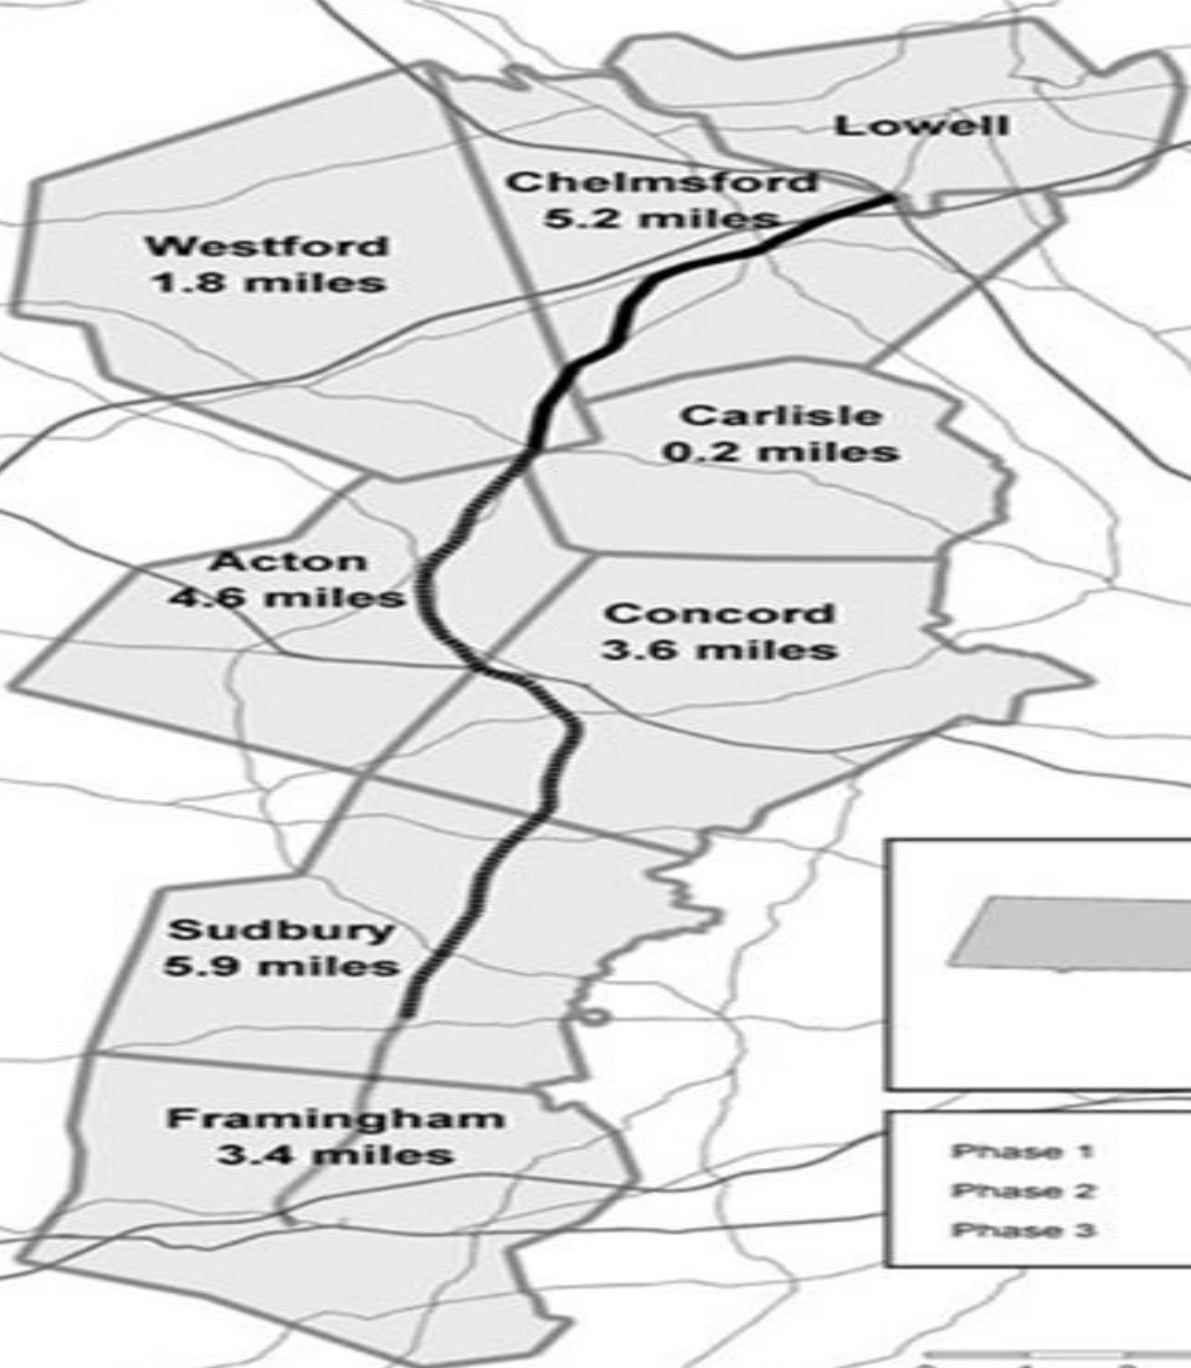 Lowell
Chelmsford
5.2 miles
Westford
1.8 miles
Carlisle
0.2 miles
Acton
4.6 miles
Concord
3.6 miles
Sudbury
5.9 miles
Framingham
3.4 miles
Phase 1
Phase 2
Phase 3